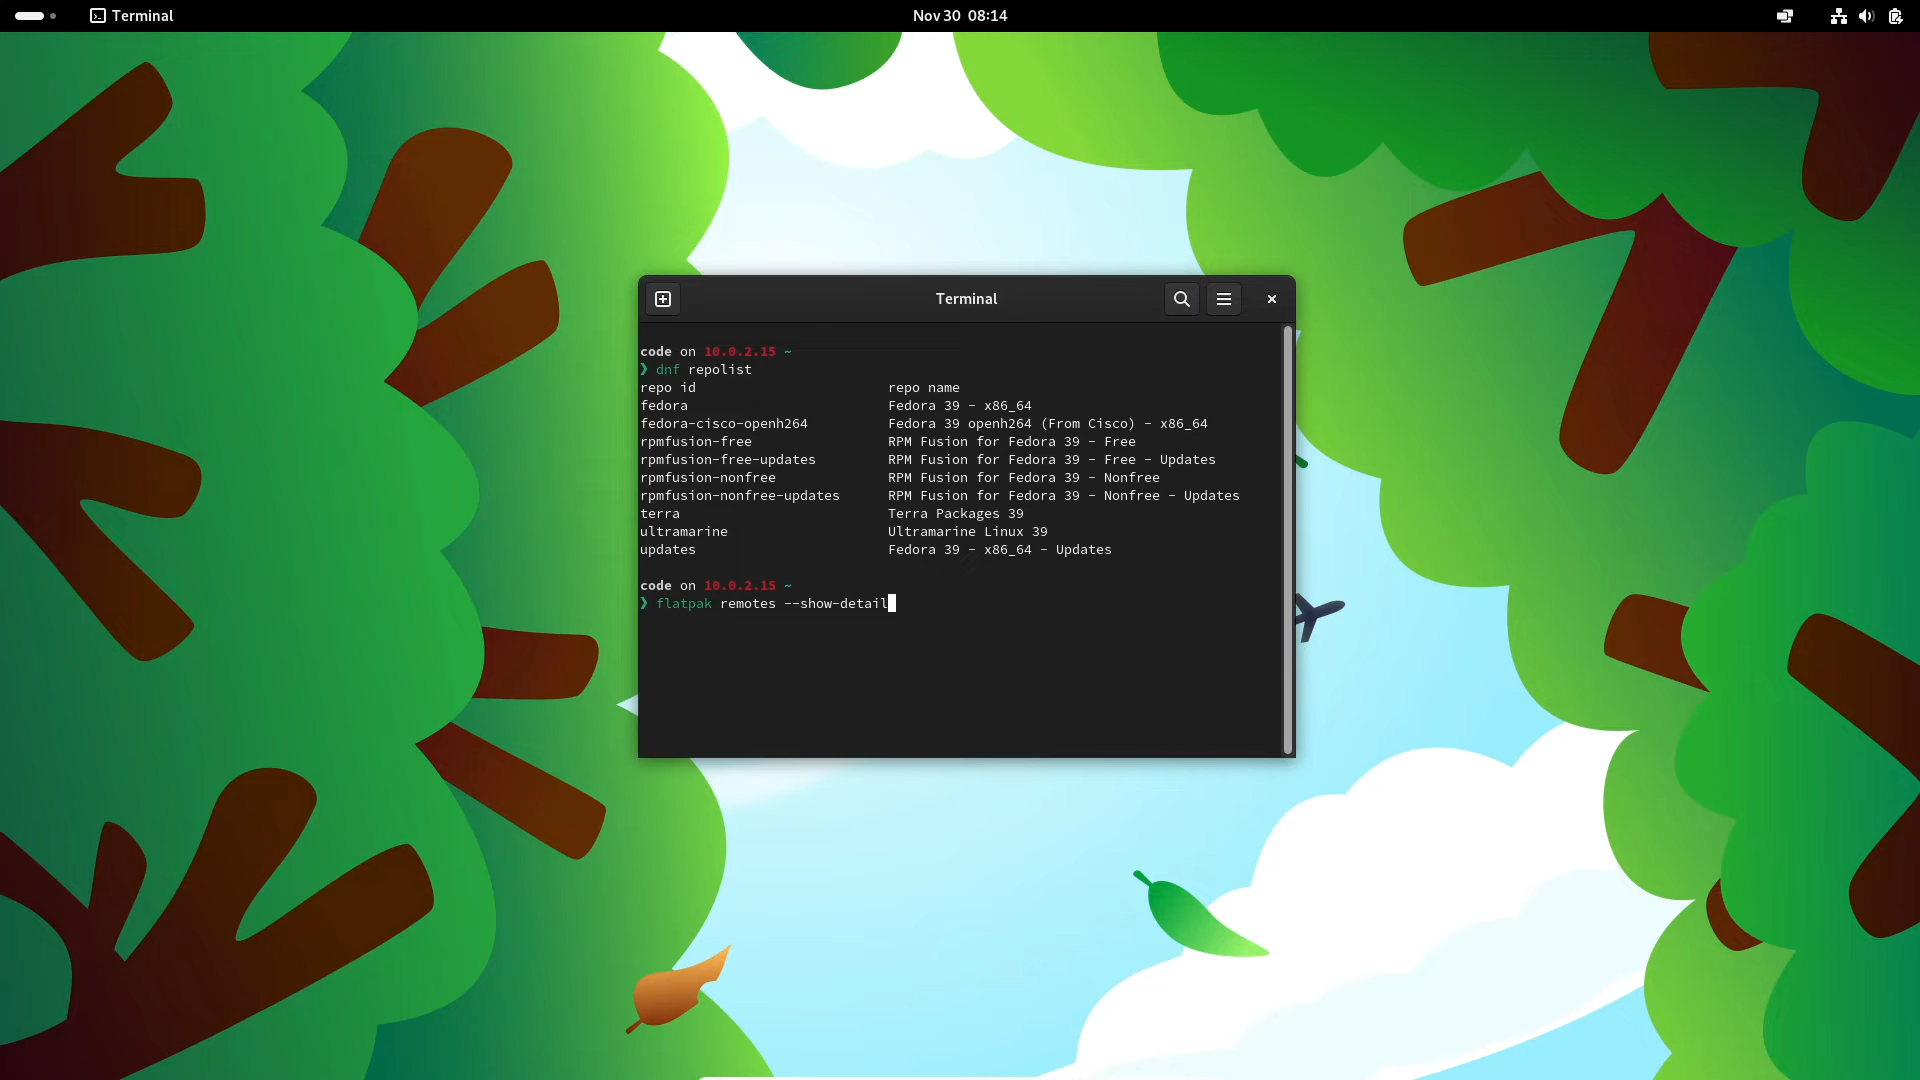 Terminal
Nov 30 08:14
Terminal
code on 10.0.2.15 ~
❯ dnf repolist
repo id repo name
fedora Fedora 39 - x86_64
fedora-cisco-openh264 Fedora 39 openh264 (From Cisco) - x86_64
rpmfusion-free RPM Fusion for Fedora 39 - Free
rpmfusion-free-updates RPM Fusion for Fedora 39 - Free - Updates
rpmfusion-nonfree RPM Fusion for Fedora 39 - Nonfree
rpmfusion-nonfree-updates RPM Fusion for Fedora 39 - Nonfree - Updates
terra Terra Packages 39
ultramarine Ultramarine Linux 39
updates Fedora 39 - x86_64 - Updates
code on 10.0.2.15 ~
❯ flatpak remotes --show-detail